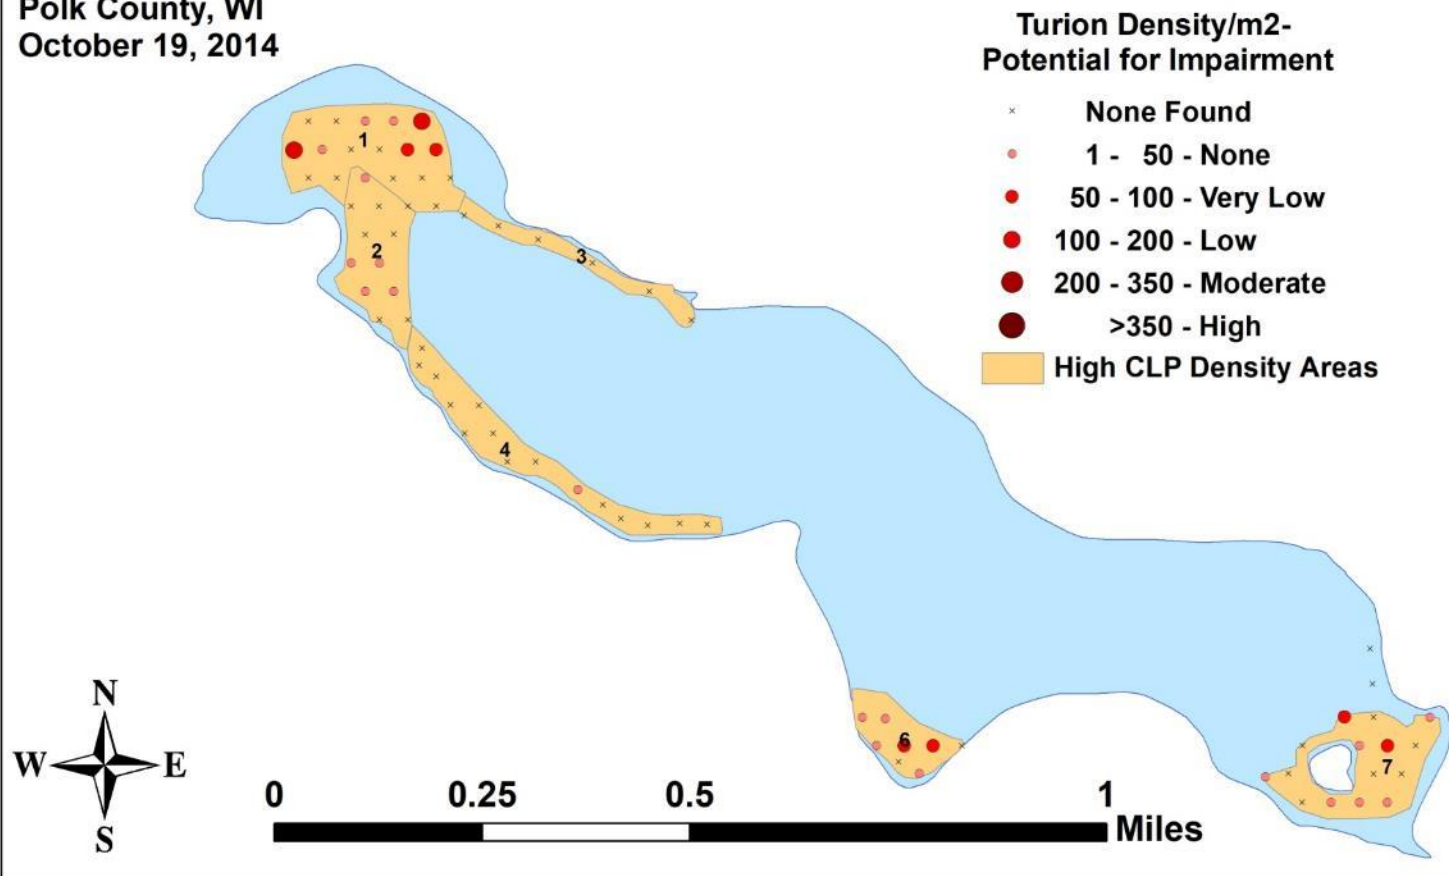 Polk County, WI
October 19, 2014
Turion Density/m2-
Potential for Impairment
None Found
1 - 50 - None
50 - 100 - Very Low
100 - 200 - Low
200 - 350 - Moderate
>350 - High
High CLP Density Areas
1
2
3
4
6
7
N
W E
S
0 0.25 0.5 1
Miles